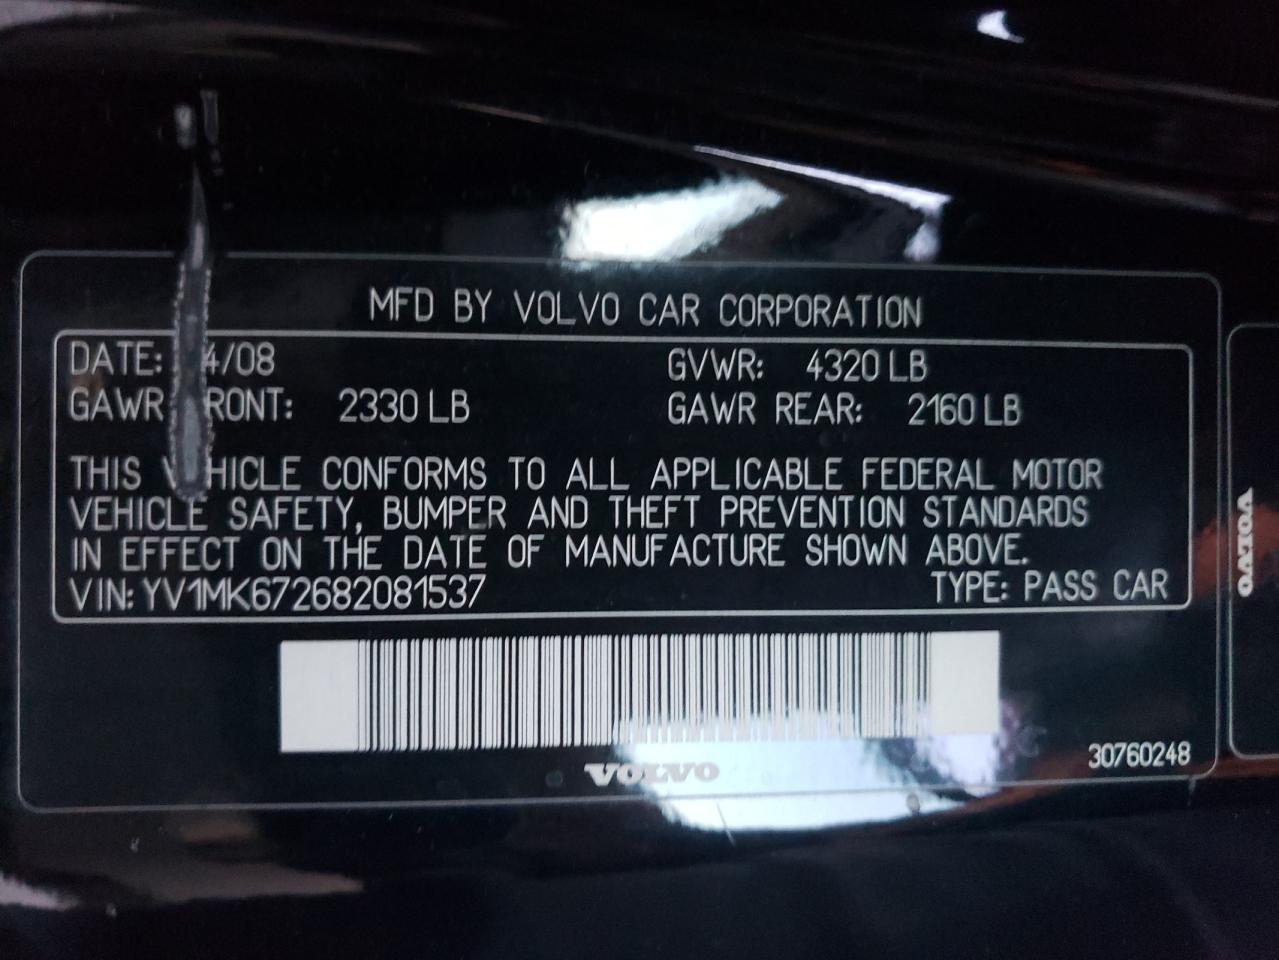 MFD BY VOLVO CAR CORPORATION
DATE: 4/08 GVWR: 4320 LB
GAWR FRONT: 2330 LB GAWR REAR: 2160 LB
THIS VEHICLE CONFORMS TO ALL APPLICABLE FEDERAL MOTOR
VEHICLE SAFETY, BUMPER AND THEFT PREVENTION STANDARDS
IN EFFECT ON THE DATE OF MANUFACTURE SHOWN ABOVE.
VIN: YV1MK672682081537 TYPE: PASS CAR
30760248
VOLVO
VOLVO